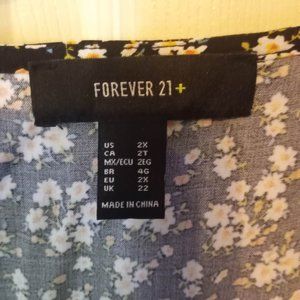 FOREVER 21+
US 2X
CA 2T
MX/ECU 2EG
BR 4G
EU 2X
UK 22
MADE IN CHINA